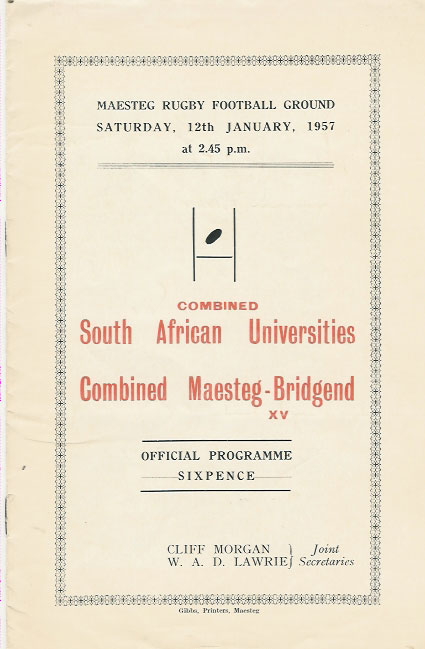 MAESTEG RUGBY FOOTBALL GROUND
SATURDAY, 12th JANUARY, 1957
at 2.45 p.m.
COMBINED
South African Universities
Combined Maesteg-Bridgend
XV
OFFICIAL PROGRAMME
SIXPENCE
CLIFF MORGAN } Joint
W. A. D. LAWRIE } Secretaries
Gibbs, Printers, Maesteg